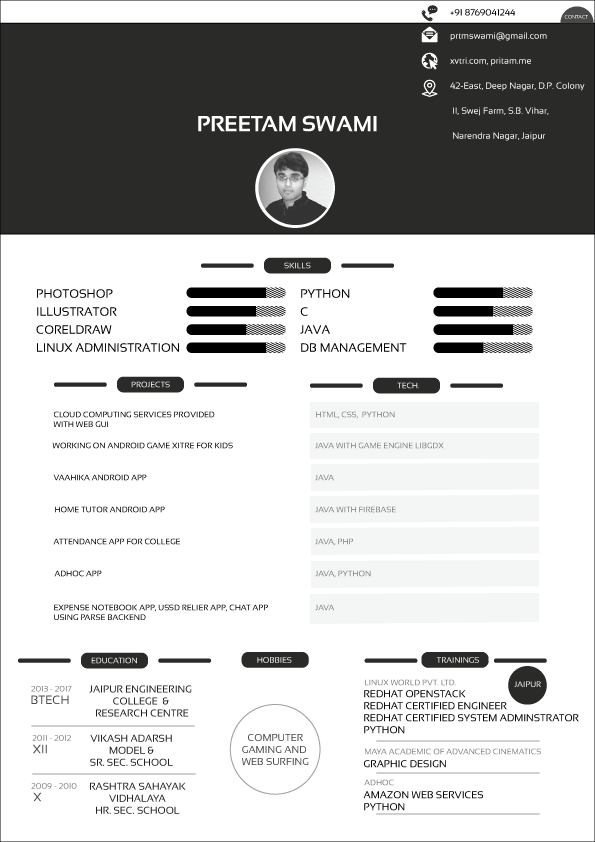 +91 8769041244
CONTACT
prtmswami@gmail.com
xvtri.com, pritam.me
42-East, Deep Nagar, D.P. Colony
II, Swej Farm, S.B. Vihar,
Narendra Nagar, Jaipur
PREETAM SWAMI
SKILLS
PHOTOSHOP
ILLUSTRATOR
CORELDRAW
LINUX ADMINISTRATION
PYTHON
C
JAVA
DB MANAGEMENT
PROJECTS
TECH.
CLOUD COMPUTING SERVICES PROVIDED
WITH WEB GUI
HTML, CSS, PYTHON
WORKING ON ANDROID GAME XITRE FOR KIDS
JAVA WITH GAME ENGINE LIBGDX
VAAHIKA ANDROID APP
JAVA
HOME TUTOR ANDROID APP
JAVA WITH FIREBASE
ATTENDANCE APP FOR COLLEGE
JAVA, PHP
ADHOC APP
JAVA, PYTHON
EXPENSE NOTEBOOK APP, USSD RELIER APP, CHAT APP
USING PARSE BACKEND
JAVA
EDUCATION
2013 - 2017
BTECH
JAIPUR ENGINEERING
COLLEGE &
RESEARCH CENTRE
2011 - 2012
XII
VIKASH ADARSH
MODEL &
SR. SEC. SCHOOL
2009 - 2010
X
RASHTRA SAHAYAK
VIDHALAYA
HR. SEC. SCHOOL
HOBBIES
COMPUTER
GAMING AND
WEB SURFING
TRAININGS
JAIPUR
LINUX WORLD PVT. LTD.
REDHAT OPENSTACK
REDHAT CERTIFIED ENGINEER
REDHAT CERTIFIED SYSTEM ADMINSTRATOR
PYTHON
MAYA ACADEMIC OF ADVANCED CINEMATICS
GRAPHIC DESIGN
ADHOC
AMAZON WEB SERVICES
PYTHON